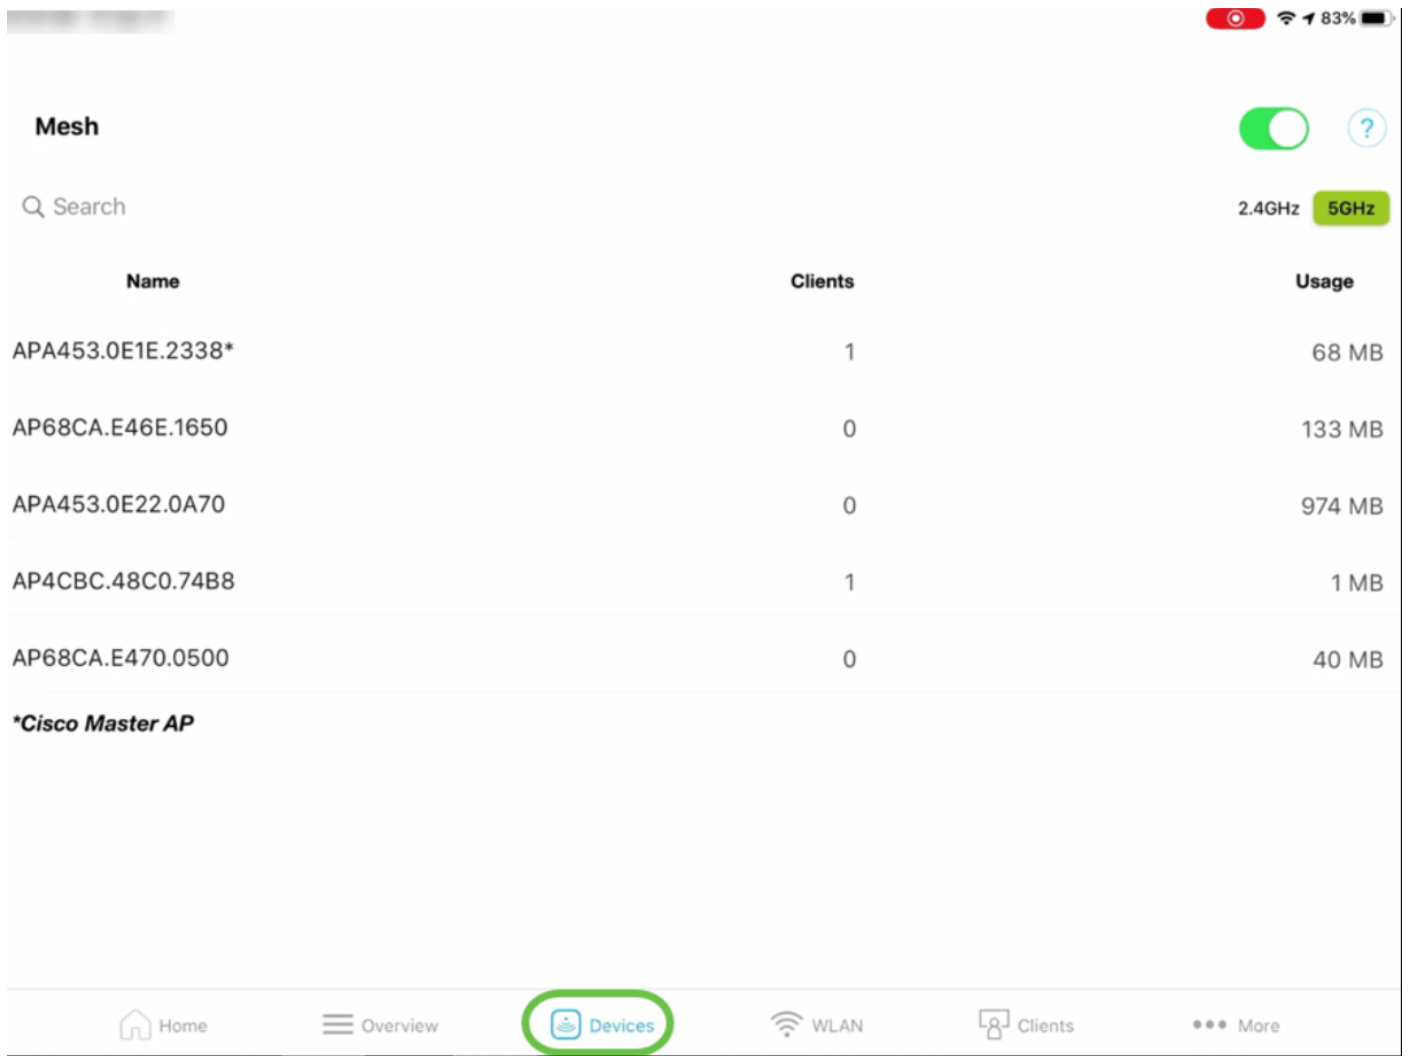 83%
Mesh
?
Search
2.4GHz 5GHz
Name Clients Usage
APA453.0E1E.2338* 1 68 MB
AP68CA.E46E.1650 0 133 MB
APA453.0E22.0A70 0 974 MB
AP4CBC.48C0.74B8 1 1 MB
AP68CA.E470.0500 0 40 MB
*Cisco Master AP
Home Overview Devices WLAN Clients More